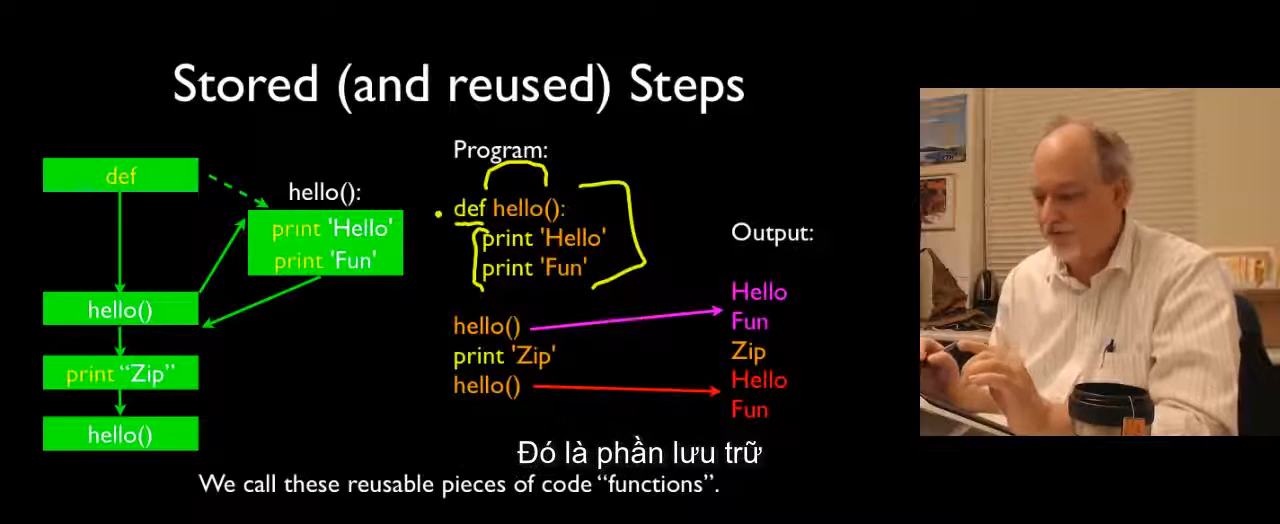 Stored (and reused) Steps
def
hello():
print 'Hello'
print 'Fun'
hello()
print “Zip”
hello()
Program:
def hello():
print 'Hello'
print 'Fun'
hello()
print 'Zip'
hello()
Output:
Hello
Fun
Zip
Hello
Fun
Đó là phần lưu trữ
We call these reusable pieces of code “functions”.